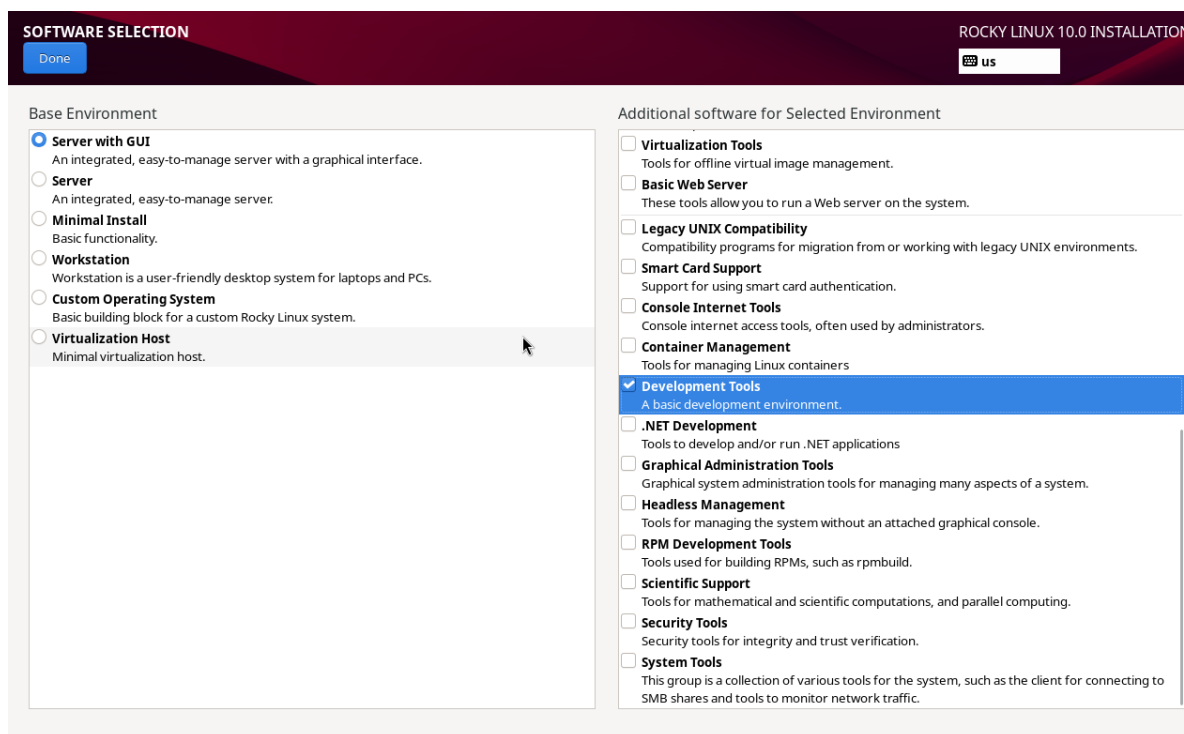 SOFTWARE SELECTION
ROCKY LINUX 10.0 INSTALLATION
Done
us
Base Environment
Server with GUI
An integrated, easy-to-manage server with a graphical interface.
Server
An integrated, easy-to-manage server.
Minimal Install
Basic functionality.
Workstation
Workstation is a user-friendly desktop system for laptops and PCs.
Custom Operating System
Basic building block for a custom Rocky Linux system.
Virtualization Host
Minimal virtualization host.
Additional software for Selected Environment
Virtualization Tools
Tools for offline virtual image management.
Basic Web Server
These tools allow you to run a Web server on the system.
Legacy UNIX Compatibility
Compatibility programs for migration from or working with legacy UNIX environments.
Smart Card Support
Support for using smart card authentication.
Console Internet Tools
Console internet access tools, often used by administrators.
Container Management
Tools for managing Linux containers
Development Tools
A basic development environment.
.NET Development
Tools to develop and/or run .NET applications
Graphical Administration Tools
Graphical system administration tools for managing many aspects of a system.
Headless Management
Tools for managing the system without an attached graphical console.
RPM Development Tools
Tools used for building RPMs, such as rpmbuild.
Scientific Support
Tools for mathematical and scientific computations, and parallel computing.
Security Tools
Security tools for integrity and trust verification.
System Tools
This group is a collection of various tools for the system, such as the client for connecting to
SMB shares and tools to monitor network traffic.